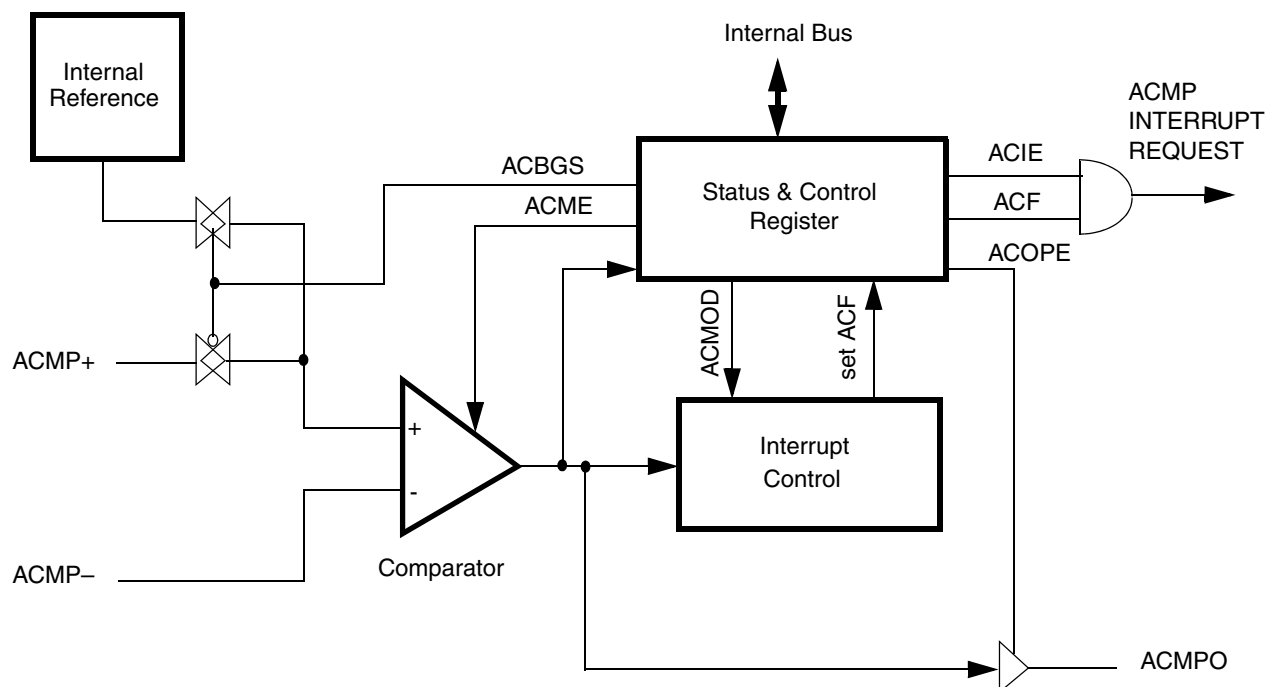 Internal Bus
Internal
Reference
ACMP
INTERRUPT
REQUEST
ACBGS
ACME
Status & Control
Register
ACIE
ACF
ACOPE
ACMOD
set ACF
ACMP+
+
-
Interrupt
Control
Comparator
ACMP–
ACMPO